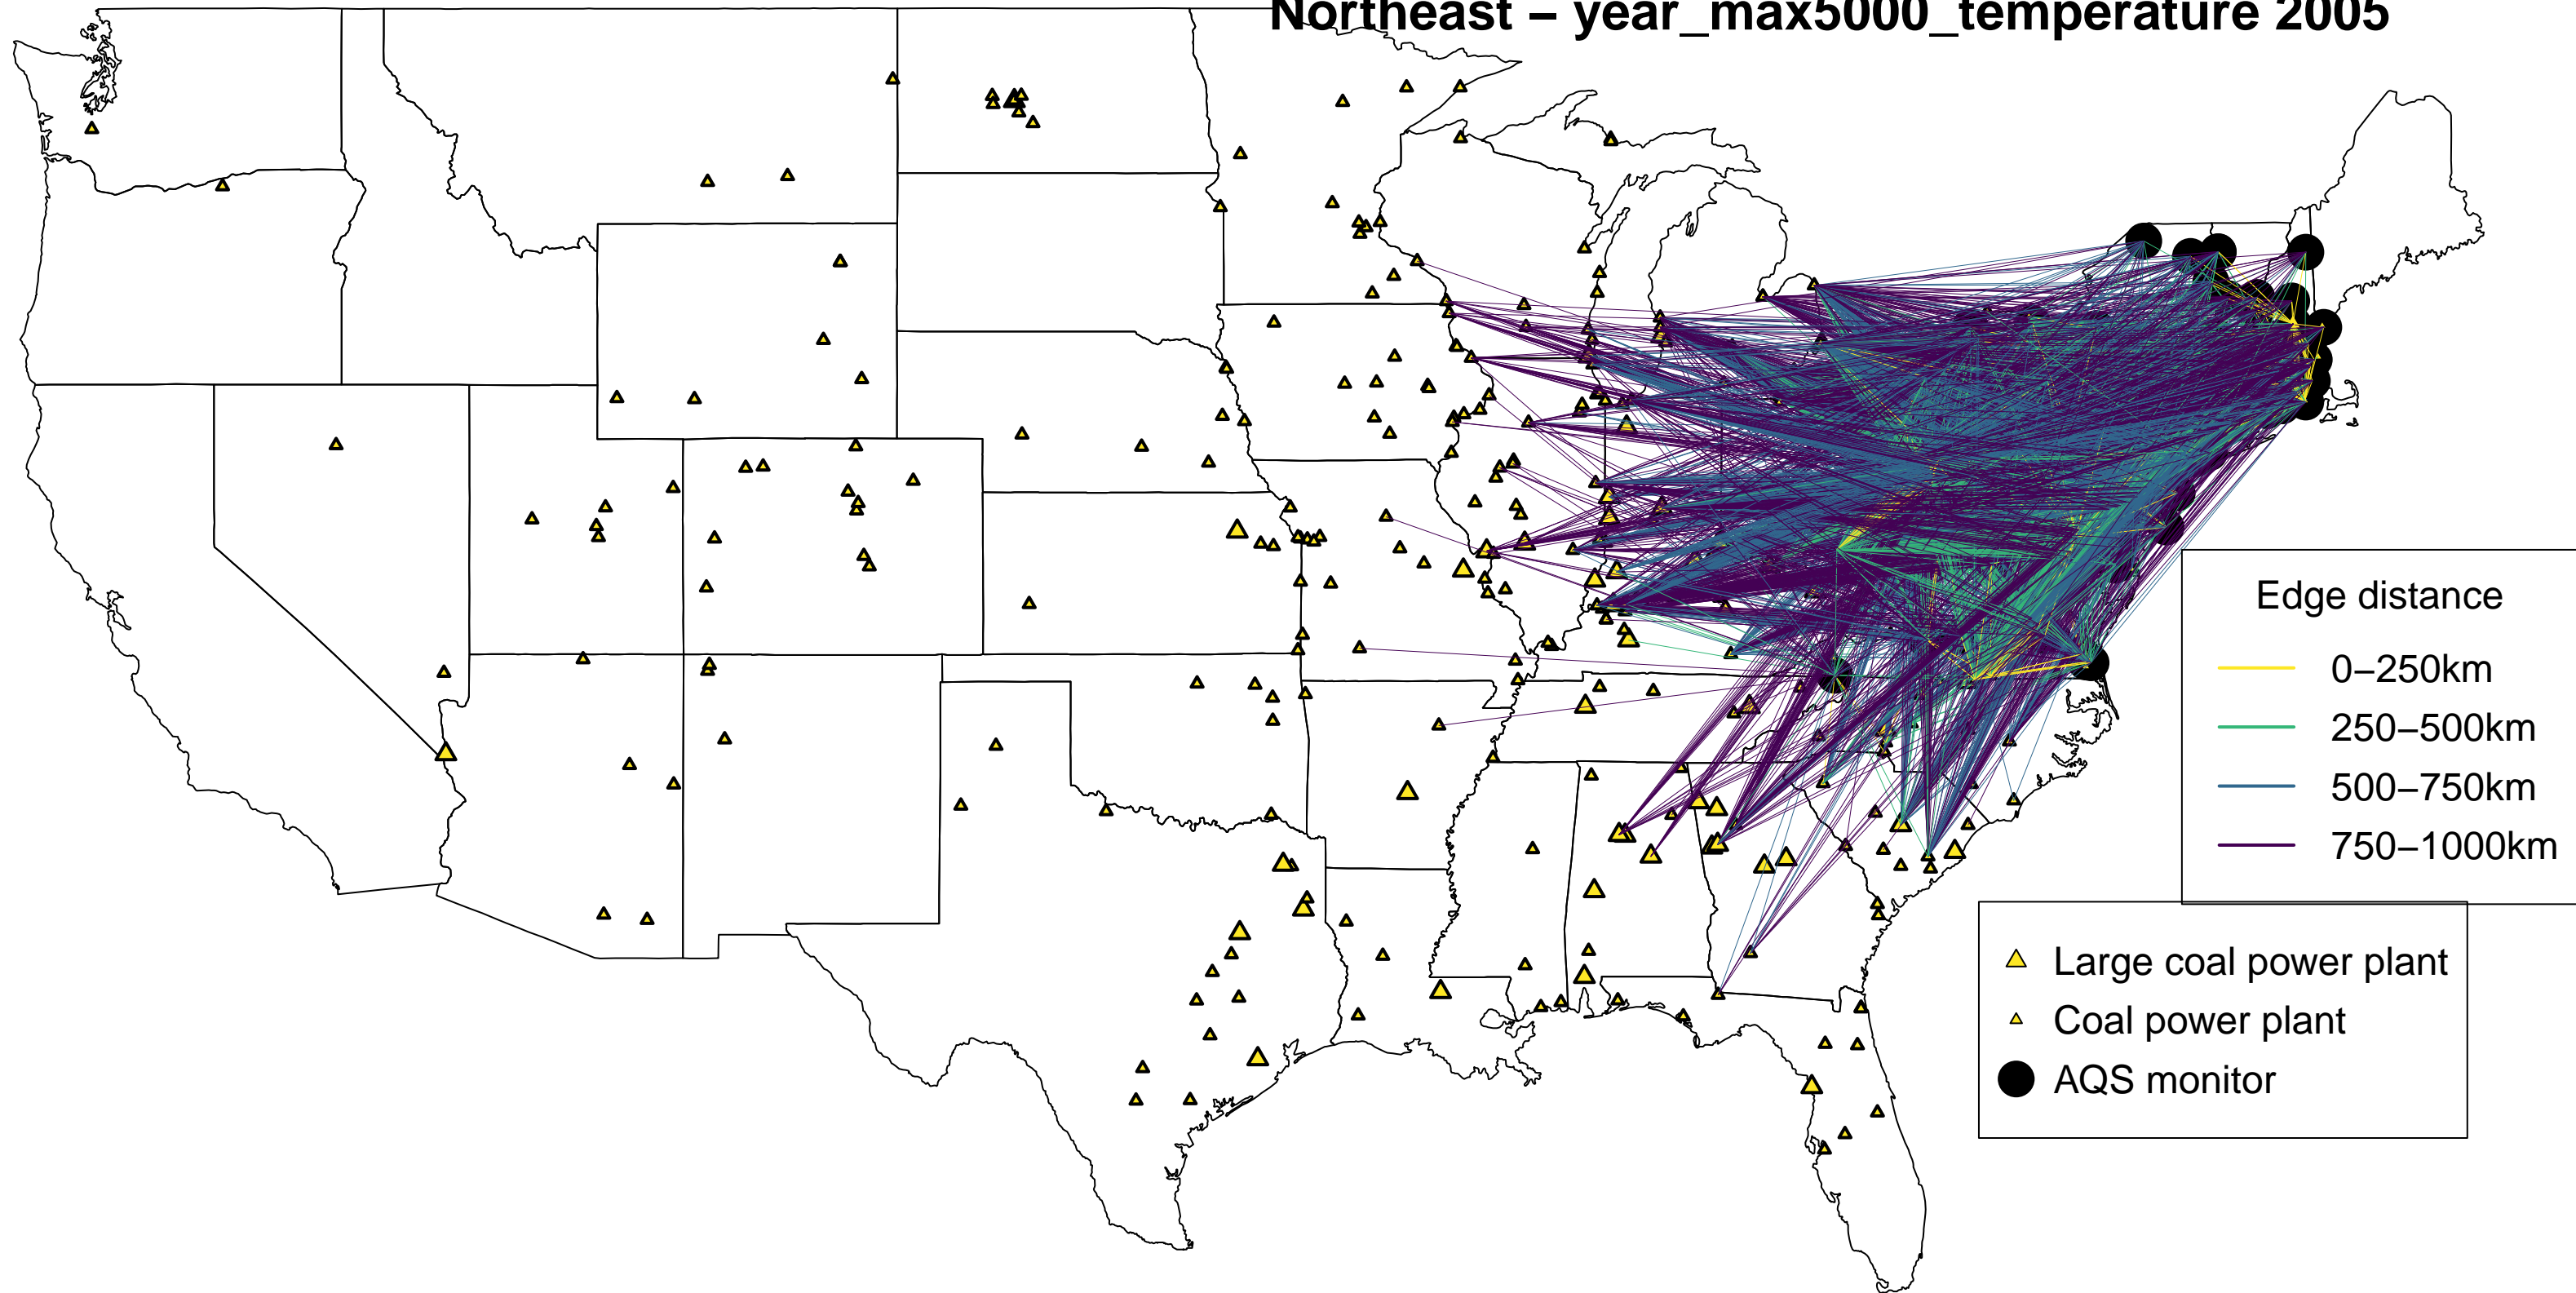 Northeast – year_max5000_temperature 2005
Edge distance
0–250km
250–500km
500–750km
750–1000km
Large coal power plant
Coal power plant
AQS monitor